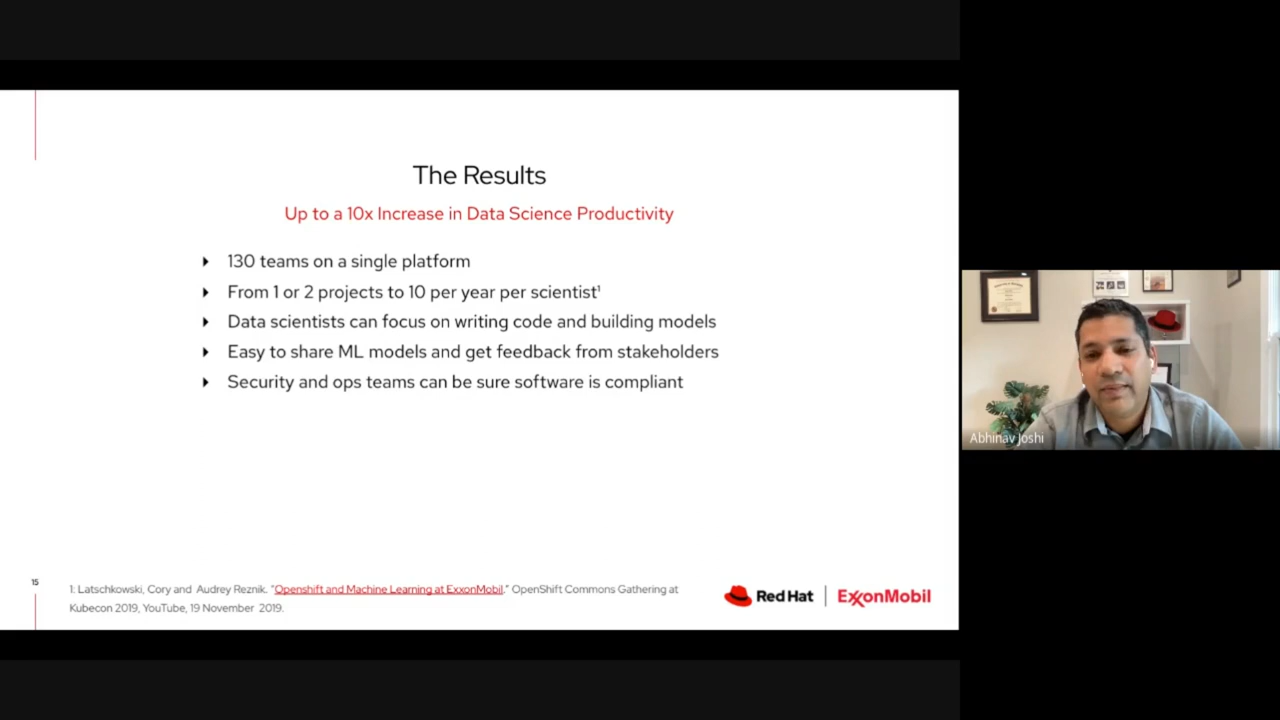 The Results
Up to a 10x Increase in Data Science Productivity
130 teams on a single platform
From 1 or 2 projects to 10 per year per scientist¹
Data scientists can focus on writing code and building models
Easy to share ML models and get feedback from stakeholders
Security and ops teams can be sure software is compliant
15
1: Latschkowski, Cory and Audrey Reznik. "Openshift and Machine Learning at ExxonMobil." OpenShift Commons Gathering at
Kubecon 2019, YouTube, 19 November 2019.
Red Hat
ExxonMobil
Abhinav Joshi